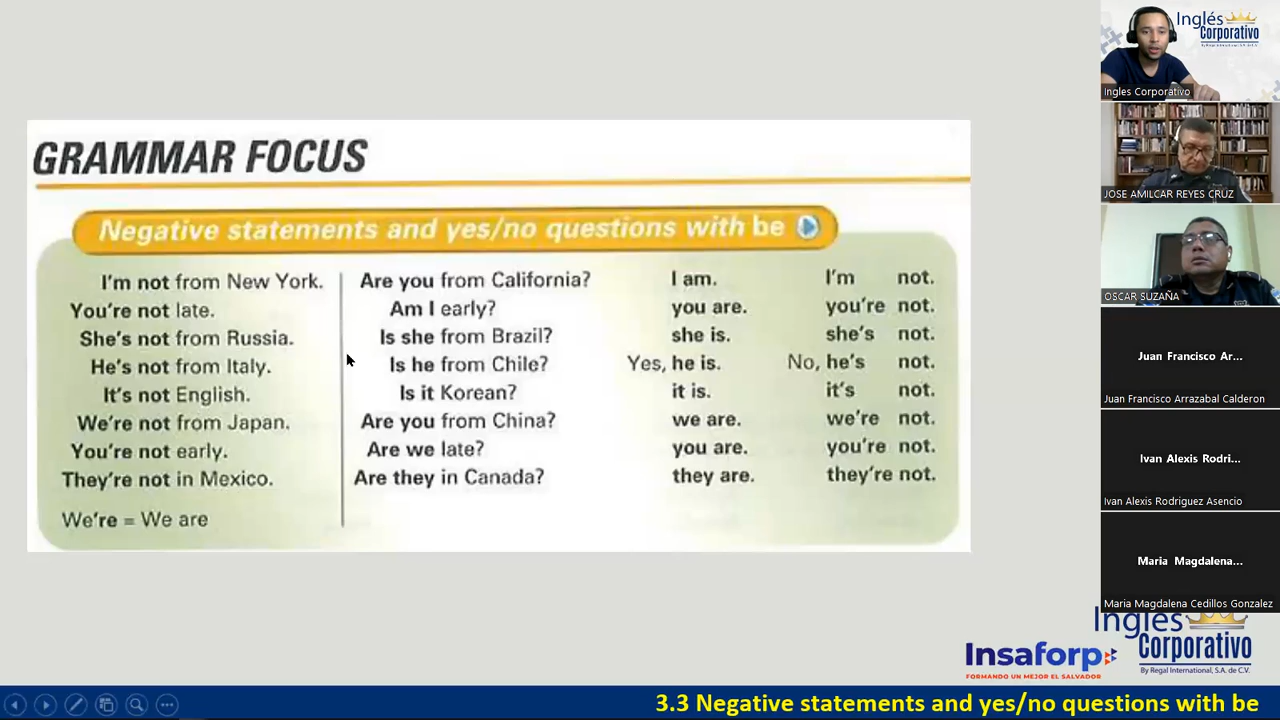 GRAMMAR FOCUS
Negative statements and yes/no questions with be
I'm not from New York.
You're not late.
She's not from Russia.
He's not from Italy.
It's not English.
We're not from Japan.
You're not early.
They're not in Mexico.
We're = We are
Are you from California? I am. I'm not.
Am I early? you are. you're not.
Is she from Brazil? she is. she's not.
Is he from Chile? Yes, he is. No, he's not.
Is it Korean? it is. it's not.
Are you from China? we are. we're not.
Are we late? you are. you're not.
Are they in Canada? they are. they're not.
Inglés
Corporativo
By Regal International, S.A. de C.V.
Ingles Corporativo
JOSE AMILCAR REYES CRUZ
OSCAR SUZAÑA
Juan Francisco Ar...
Juan Francisco Arrazabal Calderon
Ivan Alexis Rodri...
Ivan Alexis Rodriguez Asencio
Maria Magdalena...
Maria Magdalena Cedillos Gonzalez
Insaforp
FORMANDO UN MEJOR EL SALVADOR
Inglés
Corporativo
By Regal International, S.A. de C.V.
3.3 Negative statements and yes/no questions with be